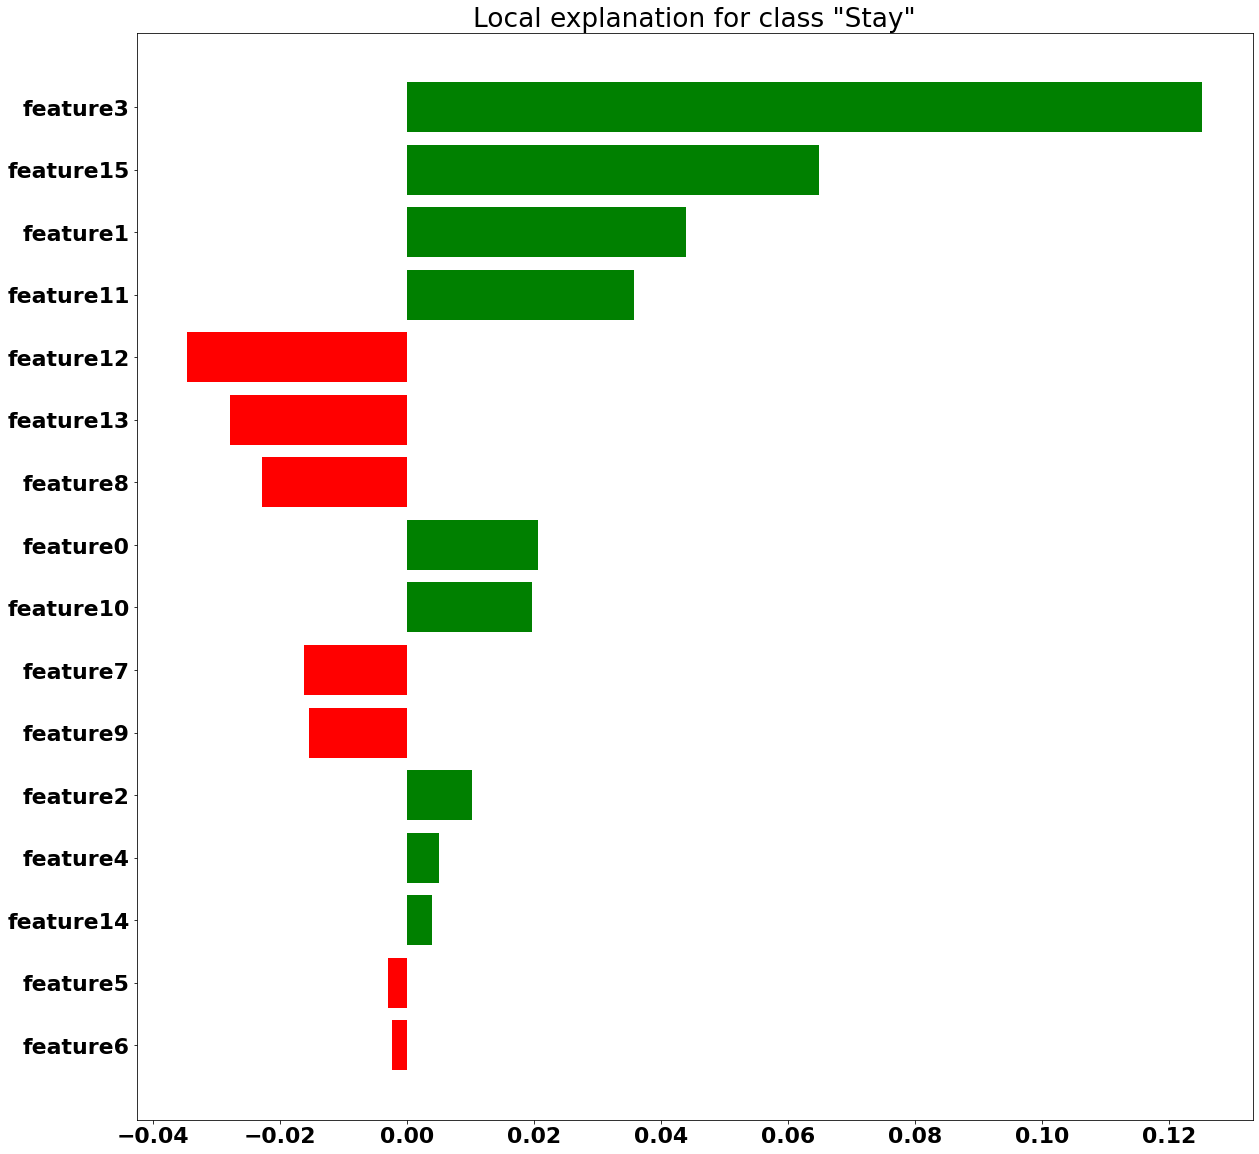 Local explanation for class "Stay"
feature3
feature15
feature1
feature11
feature12
feature13
feature8
feature0
feature10
feature7
feature9
feature2
feature4
feature14
feature5
feature6
−0.04 −0.02 0.00 0.02 0.04 0.06 0.08 0.10 0.12